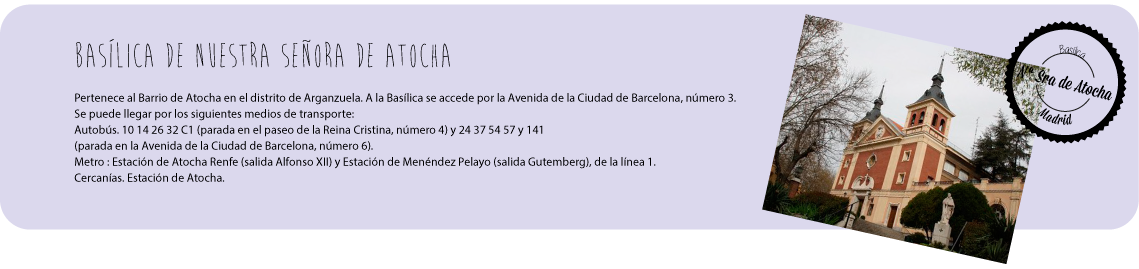 BASÍLICA DE NUESTRA SEÑORA DE ATOCHA
Pertenece al Barrio de Atocha en el distrito de Arganzuela. A la Basílica se accede por la Avenida de la Ciudad de Barcelona, número 3.
Se puede llegar por los siguientes medios de transporte:
Autobús. 10 14 26 32 C1 (parada en el paseo de la Reina Cristina, número 4) y 24 37 54 57 y 141
(parada en la Avenida de la Ciudad de Barcelona, número 6).
Metro : Estación de Atocha Renfe (salida Alfonso XII) y Estación de Menéndez Pelayo (salida Gutemberg), de la línea 1.
Cercanías. Estación de Atocha.
Basílica
Nra Sra de Atocha
Madrid